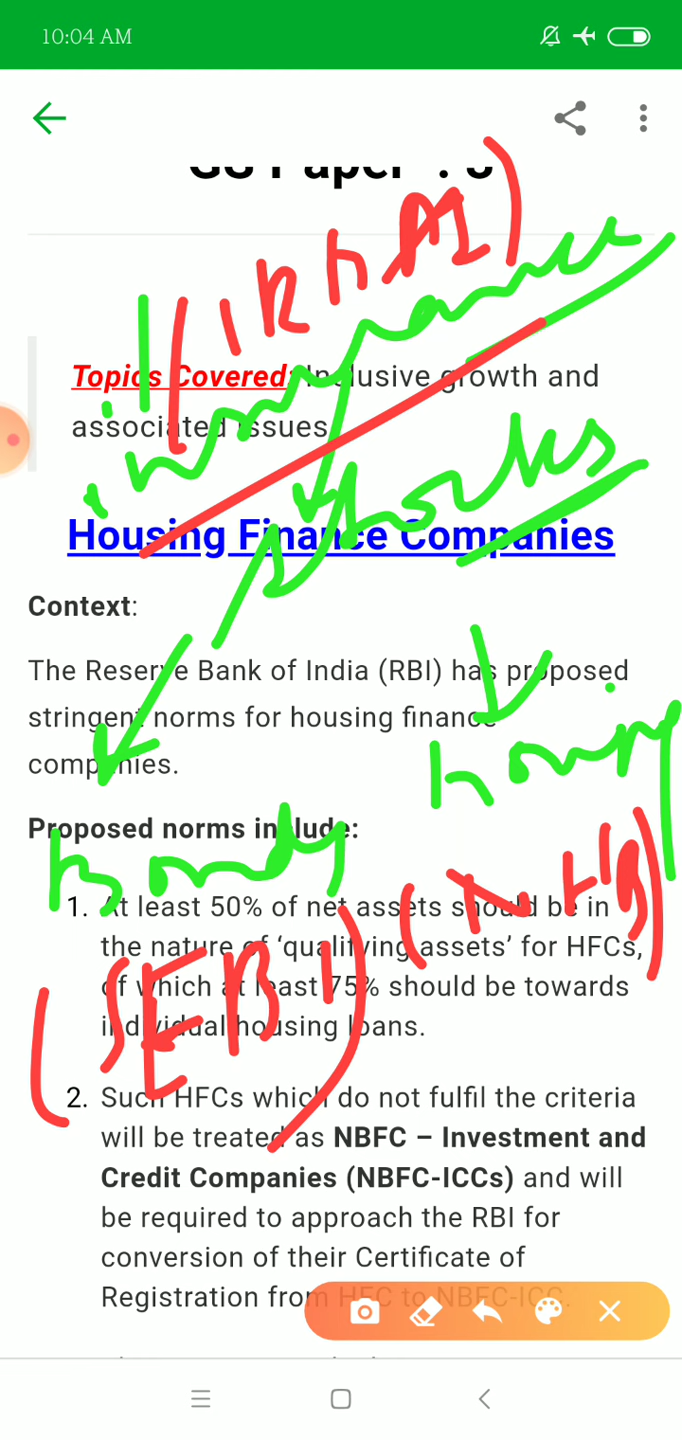 10:04 AM
GS Paper : 3
(IRDAI)
insurance
Topics Covered: Inclusive growth and
associated issues.
stocks
Housing Finance Companies
Context:
The Reserve Bank of India (RBI) has proposed
stringent norms for housing finance
companies.
housing
Proposed norms include:
Bonds
(NHB)
1. At least 50% of net assets should be in
the nature of ‘qualifying assets’ for HFCs,
of which at least 75% should be towards
individual housing loans.
(SEBI)
2. Such HFCs which do not fulfil the criteria
will be treated as NBFC – Investment and
Credit Companies (NBFC-ICCs) and will
be required to approach the RBI for
conversion of their Certificate of
Registration from HFC to NBFC-ICC.